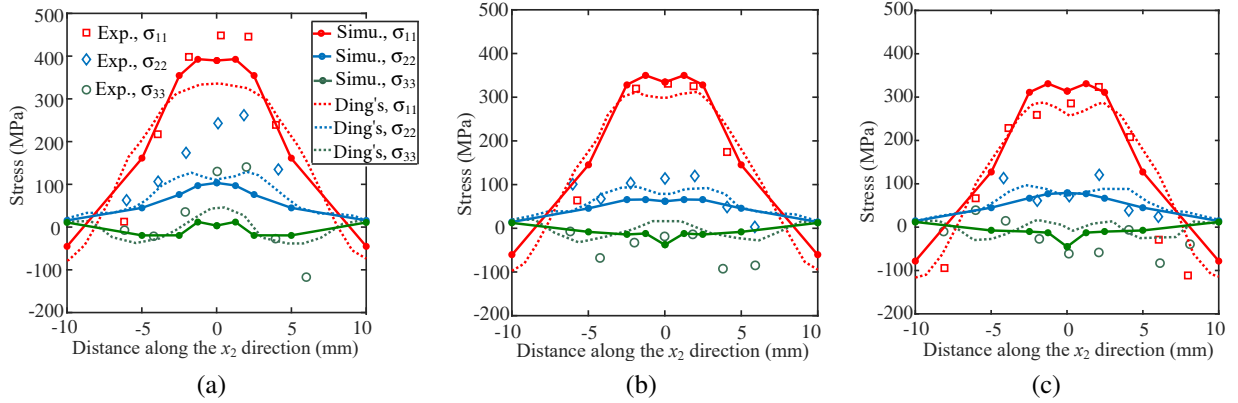 500
400
300
200
100
0
-100
-200
-10
-5
0
5
10
Stress (MPa)
Distance along the x₂ direction (mm)
Exp., σ₁₁
Exp., σ₂₂
Exp., σ₃₃
Simu., σ₁₁
Simu., σ₂₂
Simu., σ₃₃
Ding's, σ₁₁
Ding's, σ₂₂
Ding's, σ₃₃
(a)
500
400
300
200
100
0
-100
-200
-10
-5
0
5
10
Stress (MPa)
Distance along the x₂ direction (mm)
(b)
500
400
300
200
100
0
-100
-200
-10
-5
0
5
10
Stress (MPa)
Distance along the x₂ direction (mm)
(c)